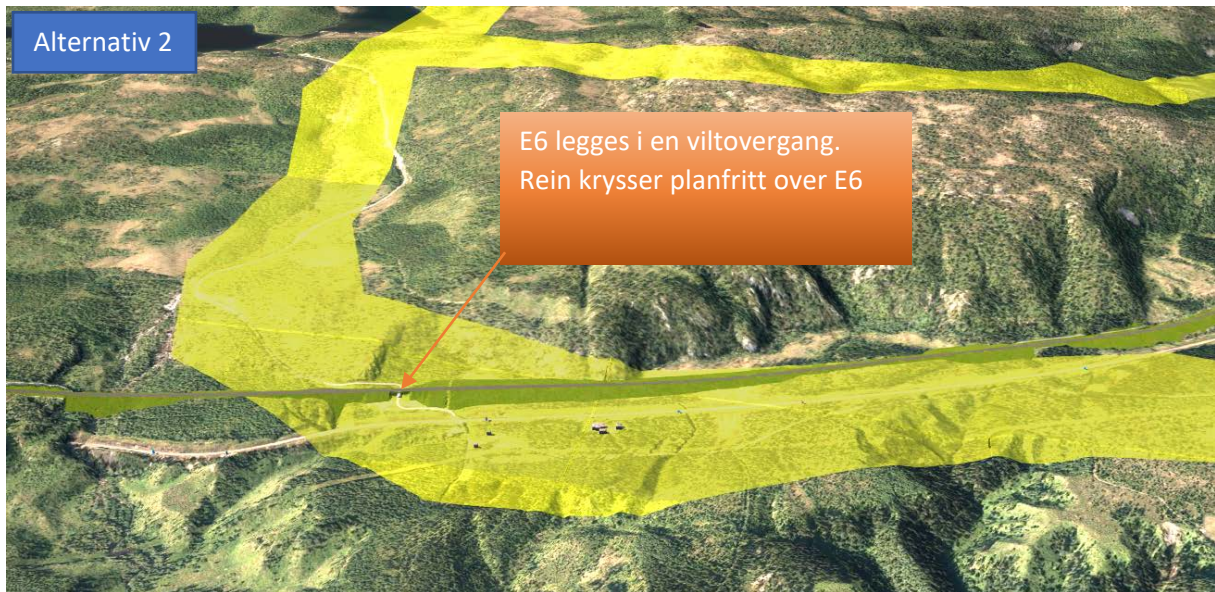 Alternativ 2
E6 legges i en viltovergang.
Rein krysser planfritt over E6